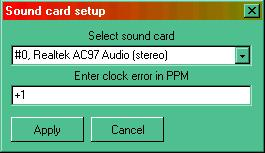 Sound card setup
Select sound card
#0, Realtek AC97 Audio (stereo)
Enter clock error in PPM
+1
Apply
Cancel